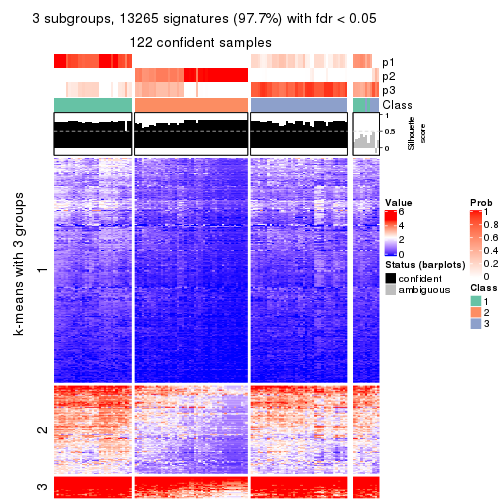 3 subgroups, 13265 signatures (97.7%) with fdr < 0.05
122 confident samples
p1
p2
p3
Class
1
0.5
0
Silhouette
score
k-means with 3 groups
1
2
3
Value
6
4
2
0
Status (barplots)
confident
ambiguous
Prob
1
0.8
0.6
0.4
0.2
0
Class
1
2
3